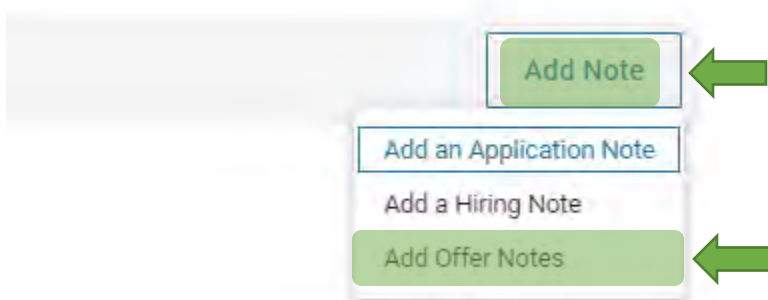 Add Note
Add an Application Note
Add a Hiring Note
Add Offer Notes